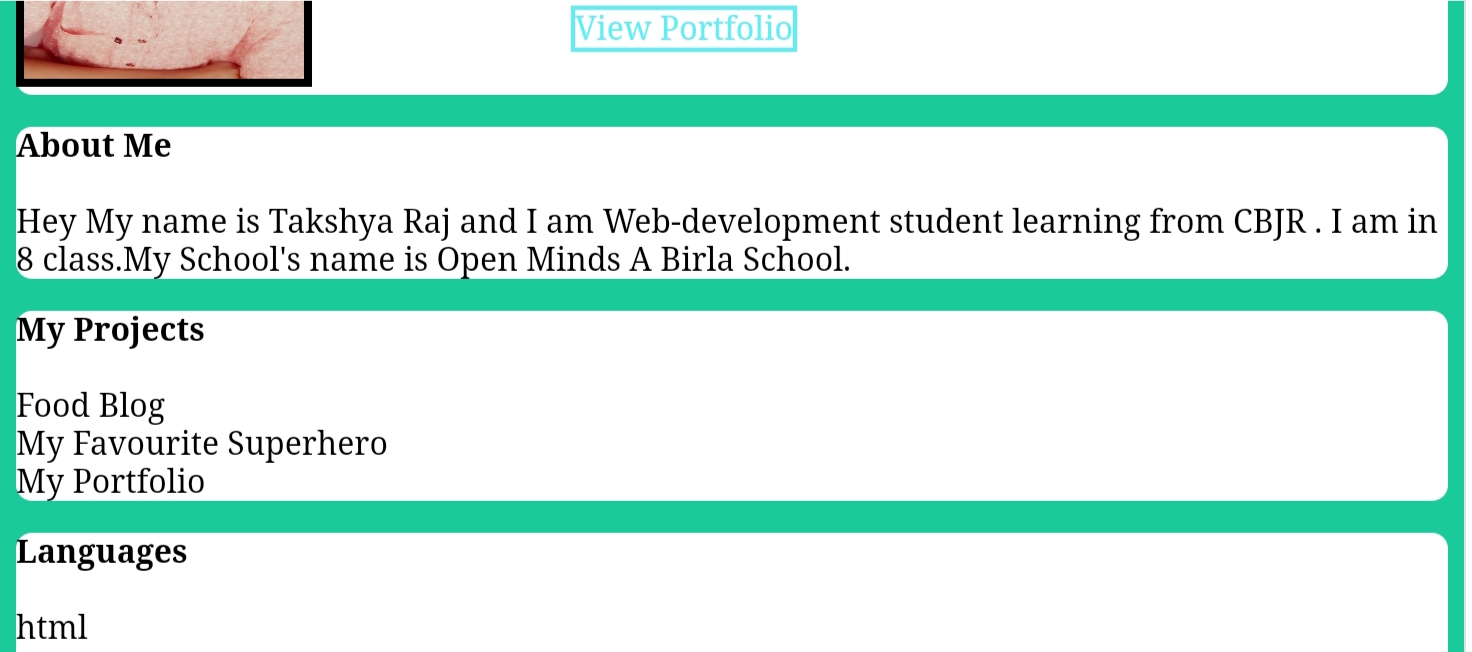 View Portfolio
About Me
Hey My name is Takshya Raj and I am Web-development student learning from CBJR . I am in
8 class.My School's name is Open Minds A Birla School.
My Projects
Food Blog
My Favourite Superhero
My Portfolio
Languages
html